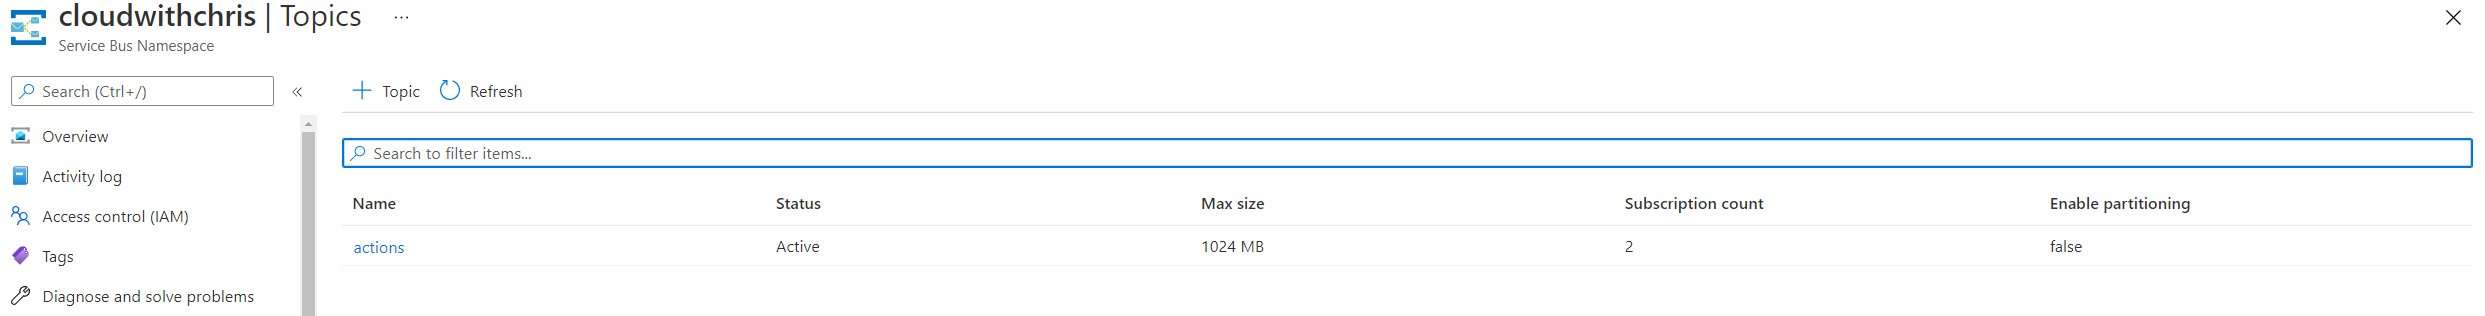 cloudwithchris | Topics ...
Service Bus Namespace
Search (Ctrl+/)
«
Overview
Activity log
Access control (IAM)
Tags
Diagnose and solve problems
+ Topic Refresh
Search to filter items...
Name Status Max size Subscription count Enable partitioning
actions Active 1024 MB 2 false